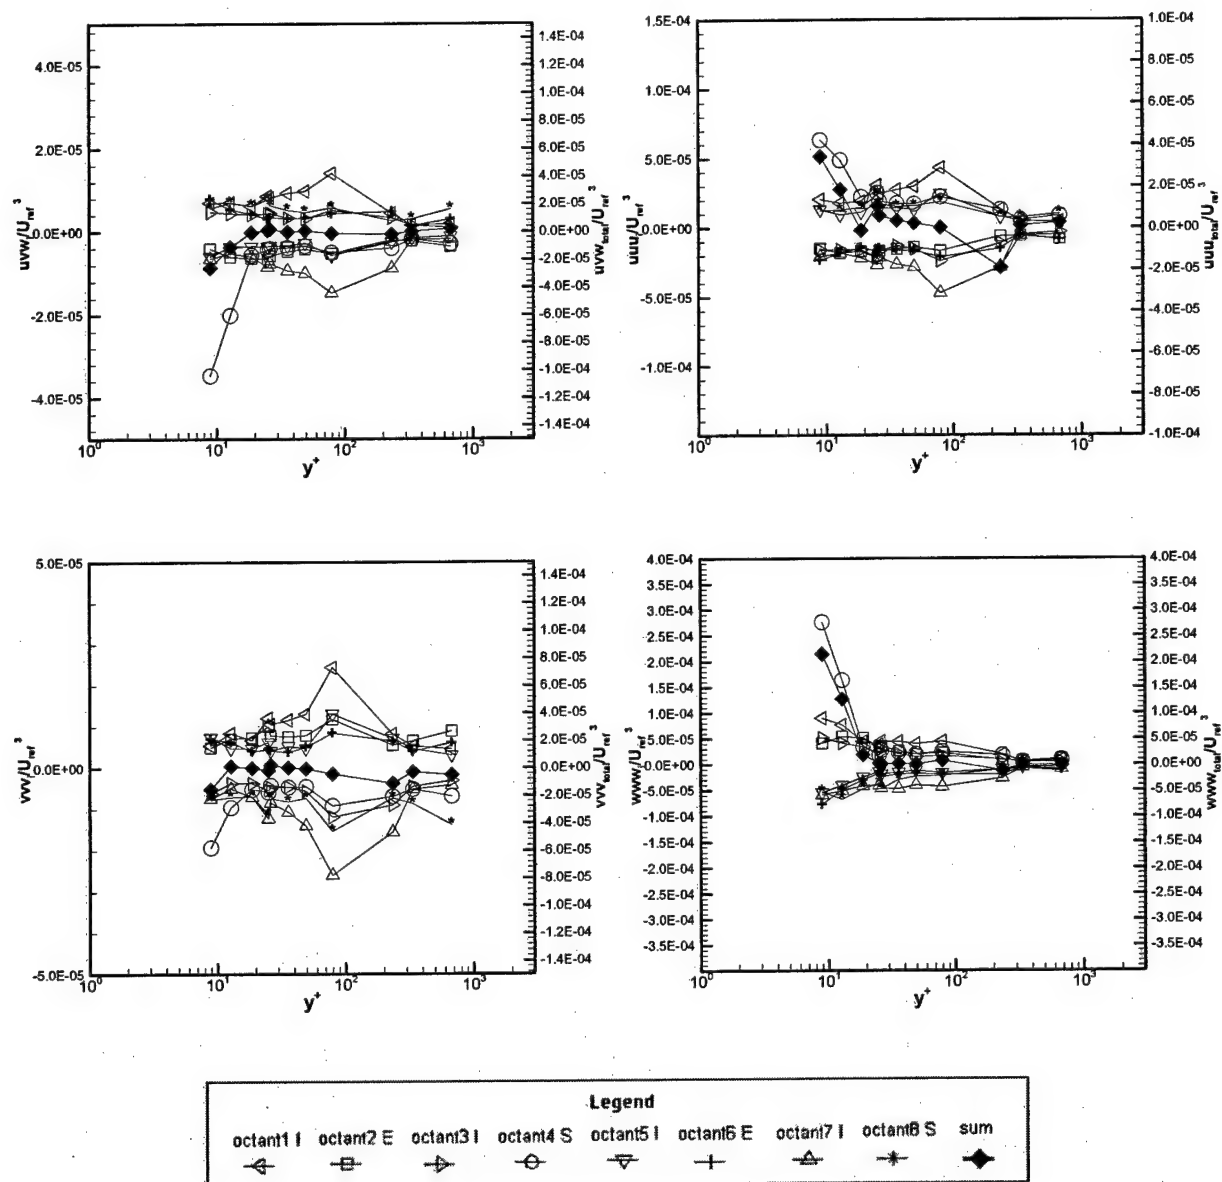 4.0E-05
2.0E-05
0.0E+00
-2.0E-05
-4.0E-05
uvw/U_ref^3
1.4E-04
1.2E-04
1.0E-04
8.0E-05
6.0E-05
4.0E-05
2.0E-05
0.0E+00
-2.0E-05
-4.0E-05
-6.0E-05
-8.0E-05
-1.0E-04
-1.2E-04
-1.4E-04
uvw_total/U_ref^3
10^0 10^1 10^2 10^3
y^+
1.5E-04
1.0E-04
5.0E-05
0.0E+00
-5.0E-05
-1.0E-04
uuu/U_ref^3
1.0E-04
8.0E-05
6.0E-05
4.0E-05
2.0E-05
0.0E+00
-2.0E-05
-4.0E-05
-6.0E-05
-8.0E-05
-1.0E-04
uuu_total/U_ref^3
10^0 10^1 10^2 10^3
y^+
5.0E-05
0.0E+00
-5.0E-05
vvv/U_ref^3
1.4E-04
1.2E-04
1.0E-04
8.0E-05
6.0E-05
4.0E-05
2.0E-05
0.0E+00
-2.0E-05
-4.0E-05
-6.0E-05
-8.0E-05
-1.0E-04
-1.2E-04
-1.4E-04
vvv_total/U_ref^3
10^0 10^1 10^2 10^3
y^+
4.0E-04
3.5E-04
3.0E-04
2.5E-04
2.0E-04
1.5E-04
1.0E-04
5.0E-05
0.0E+00
-5.0E-05
-1.0E-04
-1.5E-04
-2.0E-04
-2.5E-04
-3.0E-04
-3.5E-04
www/U_ref^3
4.0E-04
3.5E-04
3.0E-04
2.5E-04
2.0E-04
1.5E-04
1.0E-04
5.0E-05
0.0E+00
-5.0E-05
-1.0E-04
-1.5E-04
-2.0E-04
-2.5E-04
-3.0E-04
-3.5E-04
www_total/U_ref^3
10^0 10^1 10^2 10^3
y^+
Legend
octant1 I octant2 E octant3 I octant4 S octant5 I octant6 E octant7 I octant8 S sum